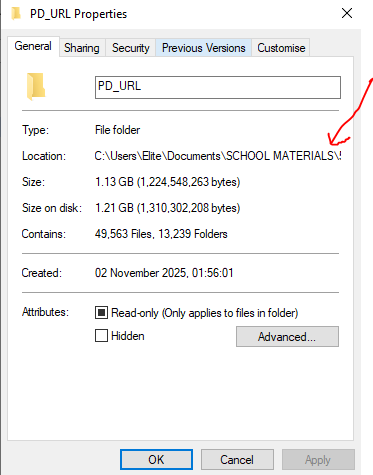 PD_URL Properties
General Sharing Security Previous Versions Customise
PD_URL
Type: File folder
Location: C:\Users\Elite\Documents\SCHOOL MATERIALS\
Size: 1.13 GB (1,224,548,263 bytes)
Size on disk: 1.21 GB (1,310,302,208 bytes)
Contains: 49,563 Files, 13,239 Folders
Created: 02 November 2025, 01:56:01
Attributes: Read-only (Only applies to files in folder)
Hidden Advanced...
OK Cancel Apply